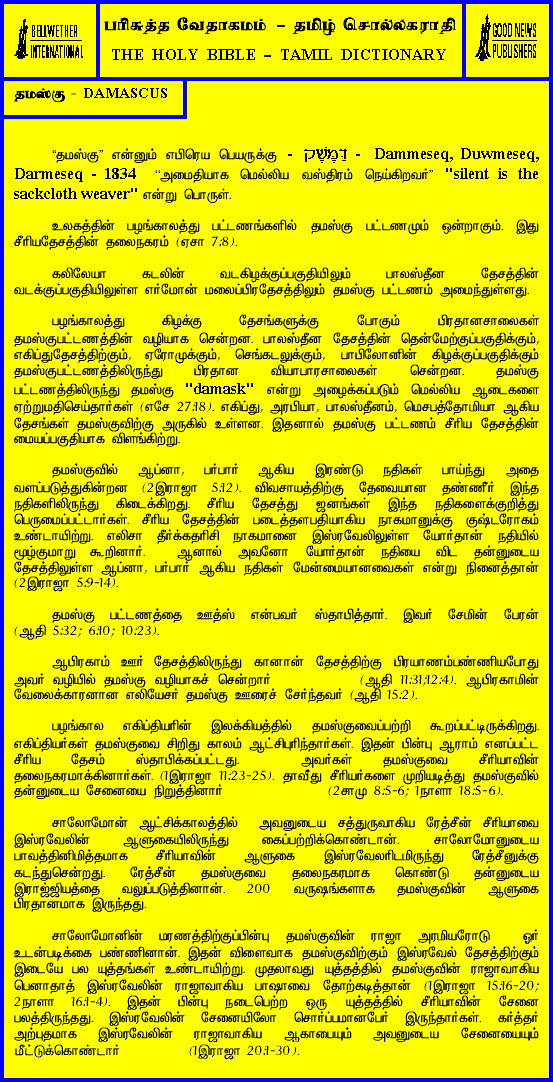 BELLWETHER
INTERNATIONAL
பரிசுத்த வேதாகமம் – தமிழ் சொல்லகராதி
THE HOLY BIBLE – TAMIL DICTIONARY
GOOD NEWS
PUBLISHERS
தமஸ்கு - DAMASCUS
“தமஸ்கு” என்னும் எபிரெய பெயருக்கு - דַּמֶּשֶׂק - Dammeseq, Duwmeseq,
Darmeseq - 1834 “அமைதியாக மெல்லிய வஸ்திரம் நெய்கிறவர்” "silent is the
sackcloth weaver" என்று பொருள்.
உலகத்தின் பழங்காலத்து பட்டணங்களில் தமஸ்கு பட்டணமும் ஒன்றாகும். இது
சீரியதேசத்தின் தலைநகரம் (ஏசா 7:8).
கலிலேயா கடலின் வடகிழக்குப்பகுதியிலும் பாலஸ்தீன தேசத்தின்
வடக்குப்பகுதியிலுள்ள எர்மோன் மலைப்பிரதேசத்திலும் தமஸ்கு பட்டணம் அமைந்துள்ளது.
பழங்காலத்து கிழக்கு தேசங்களுக்கு போகும் பிரதானசாலைகள்
தமஸ்குபட்டணத்தின் வழியாக சென்றன. பாலஸ்தீன தேசத்தின் தென்மேற்குப்பகுதிக்கும்,
எகிப்துதேசத்திற்கும், ஏரோமுக்கும், செங்கடலுக்கும், பாபிலோனின் கிழக்குப்பகுதிக்கும்
தமஸ்குபட்டணத்திலிருந்து பிரதான வியாபாரசாலைகள் சென்றன. தமஸ்கு
பட்டணத்திலிருந்து தமஸ்கு "damask" என்று அழைக்கப்படும் மெல்லிய ஆடைகளை
ஏற்றுமதிசெய்தார்கள் (எசே 27:18). எகிப்து, அரபியா, பாலஸ்தீனம், மெசபத்தோமியா ஆகிய
தேசங்கள் தமஸ்குவிற்கு அருகில் உள்ளன. இதனால் தமஸ்கு பட்டணம் சீரிய தேசத்தின்
மையப்பகுதியாக விளங்கிற்று.
தமஸ்குவில் ஆப்னா, பர்பார் ஆகிய இரண்டு நதிகள் பாய்ந்து அதை
வளப்படுத்துகின்றன (2இராஜா 5:12). விவசாயத்திற்கு தேவையான தண்ணீர் இந்த
நதிகளிலிருந்து கிடைக்கிறது. சீரிய தேசத்து ஜனங்கள் இந்த நதிகளைக்குறித்து
பெருமைப்பட்டார்கள். சீரிய தேசத்தின் படைத்தளபதியாகிய நாகமானுக்கு குஷ்டரோகம்
உண்டாயிற்று. எலிசா தீர்க்கதரிசி நாகமானை இஸ்ரவேலிலுள்ள யோர்தான் நதியில்
மூழ்குமாறு கூறினார். ஆனால் அவனோ யோர்தான் நதியை விட தன்னுடைய
தேசத்திலுள்ள ஆப்னா, பர்பார் ஆகிய நதிகள் மேன்மையானவைகள் என்று நினைத்தான்
(2இராஜா 5:9-14).
தமஸ்கு பட்டணத்தை ஊத்ஸ் என்பவர் ஸ்தாபித்தார். இவர் சேமின் பேரன்
(ஆதி 5:32; 6:10; 10:23).
ஆபிரகாம் ஊர் தேசத்திலிருந்து கானான் தேசத்திற்கு பிரயாணம்பண்ணியபோது
அவர் வழியில் தமஸ்கு வழியாகச் சென்றார் (ஆதி 11:31;12:4). ஆபிரகாமின்
வேலைக்காரனான எலியேசர் தமஸ்கு ஊரைச் சேர்ந்தவர் (ஆதி 15:2).
பழங்கால எகிப்தியரின் இலக்கியத்தில் தமஸ்குவைப்பற்றி கூறப்பட்டிருக்கிறது.
எகிப்தியர்கள் தமஸ்குவை சிறிது காலம் ஆட்சிபுரிந்தார்கள். இதன் பின்பு ஆராம் எனப்பட்ட
சீரிய தேசம் ஸ்தாபிக்கப்பட்டது. அவர்கள் தமஸ்குவை சீரியாவின்
தலைநகரமாக்கினார்கள். (1இராஜா 11:23-25). தாவீது சீரியர்களை முறியடித்து தமஸ்குவில்
தன்னுடைய சேனையை நிறுத்தினார் (2சாமு 8:5-6; 1நாளா 18:5-6).
சாலோமோன் ஆட்சிக்காலத்தில் அவனுடைய சத்துருவாகிய ரேத்சீன் சீரியாவை
இஸ்ரவேலின் ஆளுகையிலிருந்து கைப்பற்றிக்கொண்டான். சாலோமோனுடைய
பாவத்தினிமித்தமாக சீரியாவின் ஆளுகை இஸ்ரவேலரிடமிருந்து ரேத்சீனுக்கு
கடந்துசென்றது. ரேத்சீன் தமஸ்குவை தலைநகரமாக கொண்டு தன்னுடைய
இராஜ்ஜியத்தை வலுப்படுத்தினான். 200 வருஷங்களாக தமஸ்குவின் ஆளுகை
பிரதானமாக இருந்தது.
சாலோமோனின் மரணத்திற்குப்பின்பு தமஸ்குவின் ராஜா அரமியரோடு ஓர்
உடன்படிக்கை பண்ணினான். இதன் விளைவாக தமஸ்குவிற்கும் இஸ்ரவேல் தேசத்திற்கும்
இடையே பல யுத்தங்கள் உண்டாயிற்று. முதலாவது யுத்தத்தில் தமஸ்குவின் ராஜாவாகிய
பெனாதாத் இஸ்ரவேலின் ராஜாவாகிய பாஷாவை தோற்கடித்தான் (1இராஜா 15:16-20;
2நாளா 16:1-4). இதன் பின்பு நடைபெற்ற ஒரு யுத்தத்தில் சீரியாவின் சேனை
பலத்திருந்தது. இஸ்ரவேலின் சேனையிலோ சொர்ப்பமானபேர் இருந்தார்கள். கர்த்தர்
அற்புதமாக இஸ்ரவேலின் ராஜாவாகிய ஆகாபையும் அவனுடைய சேனையையும்
மீட்டுக்கொண்டார் (1இராஜா 20:1-30).